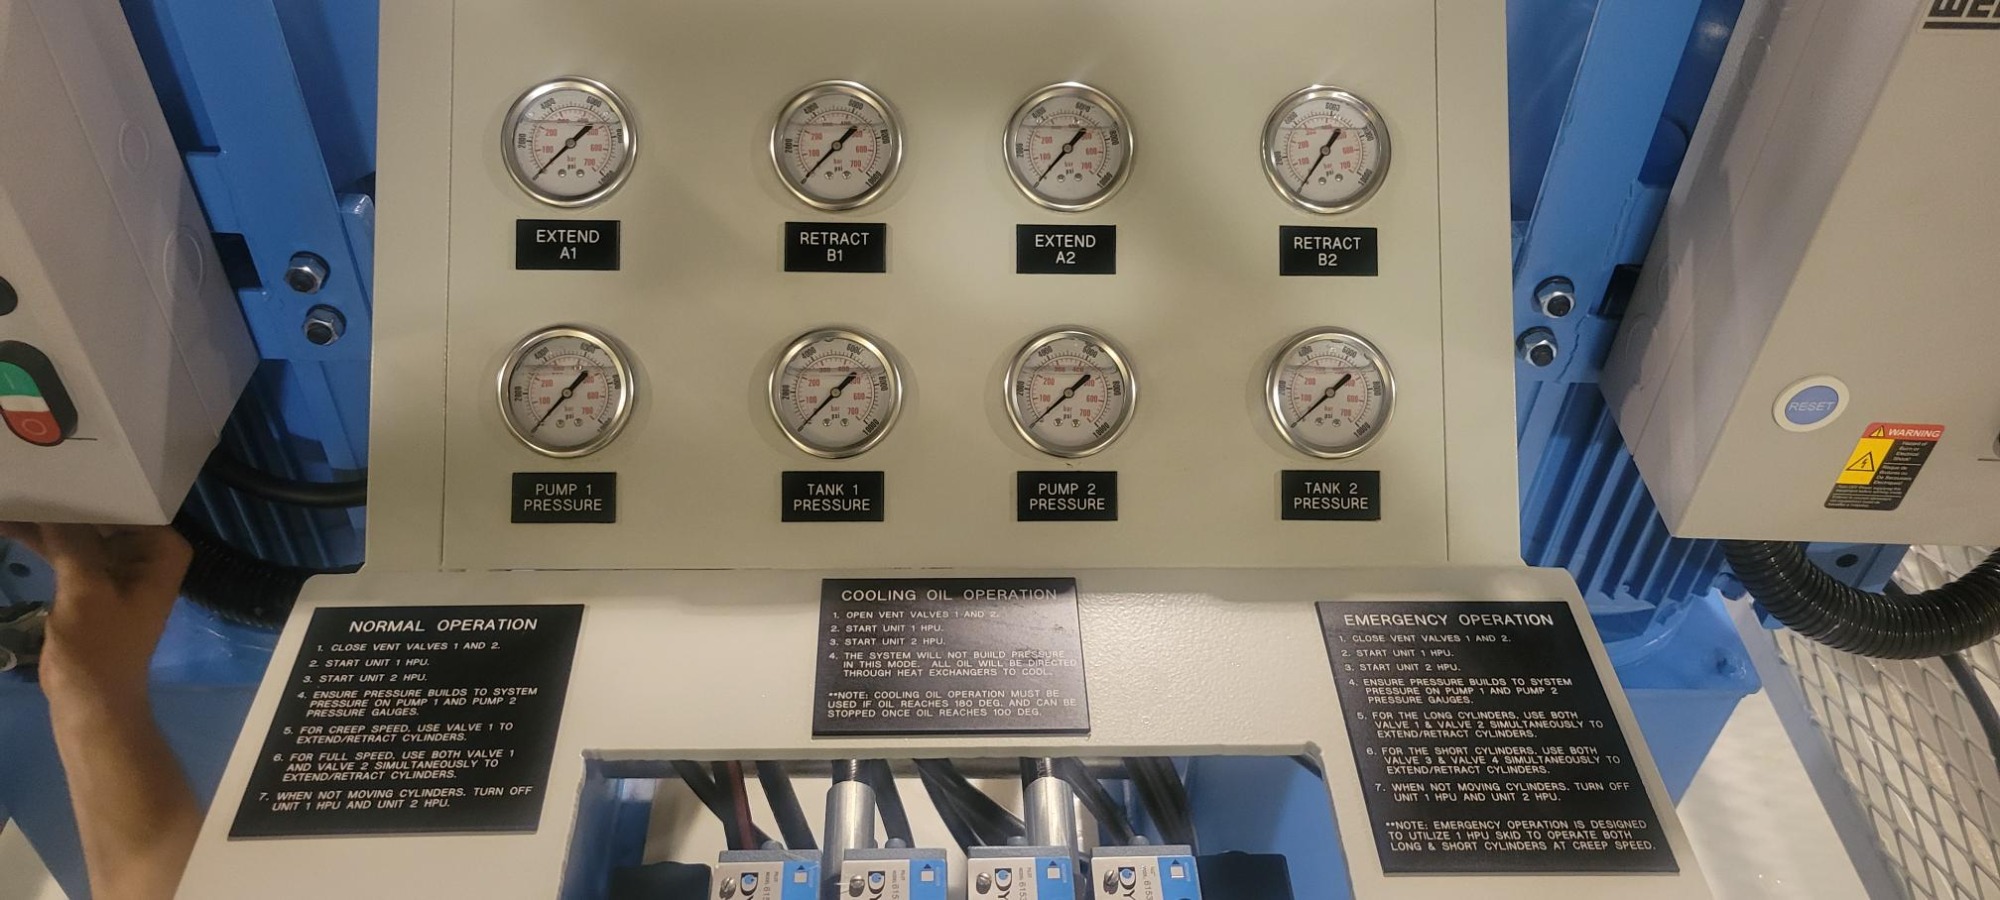 EXTEND
A1
RETRACT
B1
EXTEND
A2
RETRACT
B2
PUMP 1
PRESSURE
TANK 1
PRESSURE
PUMP 2
PRESSURE
TANK 2
PRESSURE
RESET
WARNING
NORMAL OPERATION
1. CLOSE VENT VALVES 1 AND 2.
2. START UNIT 1 HPU.
3. START UNIT 2 HPU.
4. ENSURE PRESSURE BUILDS TO SYSTEM
PRESSURE ON PUMP 1 AND PUMP 2
PRESSURE GAUGES.
5. FOR CREEP SPEED, USE VALVE 1 TO
EXTEND/RETRACT CYLINDERS.
6. FOR FULL SPEED, USE BOTH VALVE 1
AND VALVE 2 SIMULTANEOUSLY TO
EXTEND/RETRACT CYLINDERS.
7. WHEN NOT MOVING CYLINDERS, TURN OFF
UNIT 1 HPU AND UNIT 2 HPU.
COOLING OIL OPERATION
1. OPEN VENT VALVES 1 AND 2.
2. START UNIT 1 HPU.
3. START UNIT 2 HPU.
4. THE SYSTEM WILL NOT BUILD PRESSURE
IN THIS MODE. ALL OIL WILL BE DIRECTED
THROUGH HEAT EXCHANGERS TO COOL.
**NOTE: COOLING OIL OPERATION MUST BE
USED IF OIL REACHES 180 DEG. AND CAN BE
STOPPED ONCE OIL REACHES 100 DEG.
EMERGENCY OPERATION
1. CLOSE VENT VALVES 1 AND 2.
2. START UNIT 1 HPU.
3. START UNIT 2 HPU.
4. ENSURE PRESSURE BUILDS TO SYSTEM
PRESSURE ON PUMP 1 AND PUMP 2
PRESSURE GAUGES.
5. FOR THE LONG CYLINDERS, USE BOTH
VALVE 1 & VALVE 2 SIMULTANEOUSLY TO
EXTEND/RETRACT CYLINDERS.
6. FOR THE SHORT CYLINDERS, USE BOTH
VALVE 3 & VALVE 4 SIMULTANEOUSLY TO
EXTEND/RETRACT CYLINDERS.
7. WHEN NOT MOVING CYLINDERS, TURN OFF
UNIT 1 HPU AND UNIT 2 HPU.
**NOTE: EMERGENCY OPERATION IS DESIGNED
TO UTILIZE 1 HPU SKID TO OPERATE BOTH
LONG & SHORT CYLINDERS AT CREEP SPEED.